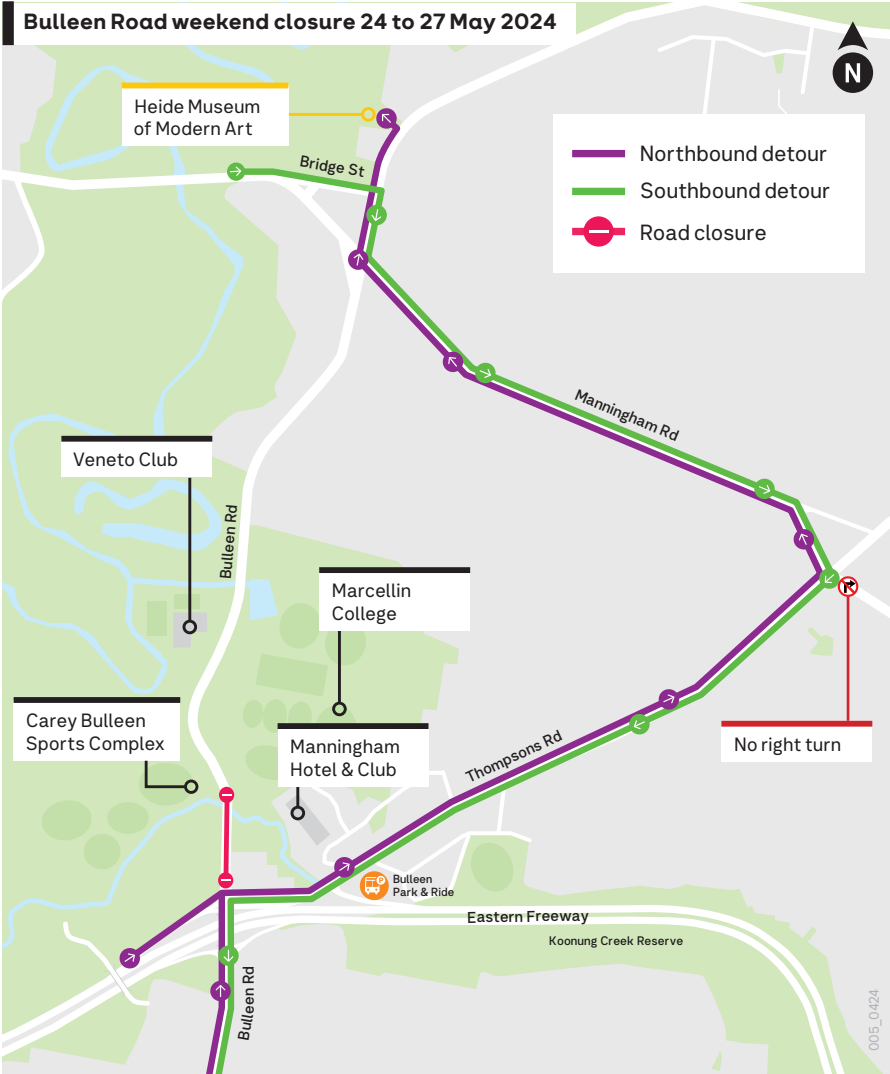 Bulleen Road weekend closure 24 to 27 May 2024
N
Heide Museum
of Modern Art
Bridge St
Northbound detour
Southbound detour
Road closure
Manningham Rd
Veneto Club
Bulleen Rd
Marcellin
College
Carey Bulleen
Sports Complex
Manningham
Hotel & Club
Thompsons Rd
No right turn
P
Bulleen
Park & Ride
Eastern Freeway
Koonung Creek Reserve
Bulleen Rd
005_0424